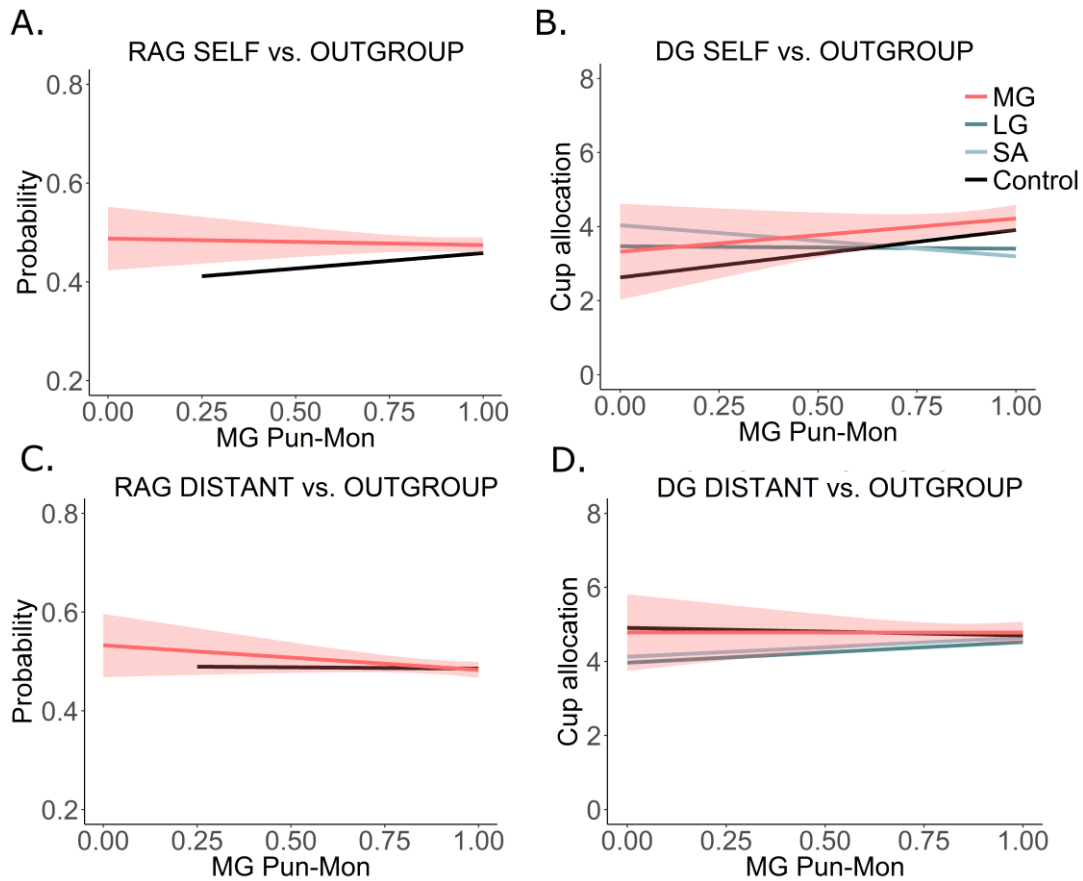 A.
RAG SELF vs. OUTGROUP
0.8
0.6
0.4
0.2
Probability
0.00 0.25 0.50 0.75 1.00
MG Pun-Mon
B.
DG SELF vs. OUTGROUP
8
6
4
2
0
Cup allocation
MG
LG
SA
Control
0.00 0.25 0.50 0.75 1.00
MG Pun-Mon
C.
RAG DISTANT vs. OUTGROUP
0.8
0.6
0.4
0.2
Probability
0.00 0.25 0.50 0.75 1.00
MG Pun-Mon
D.
DG DISTANT vs. OUTGROUP
8
6
4
2
0
Cup allocation
0.00 0.25 0.50 0.75 1.00
MG Pun-Mon